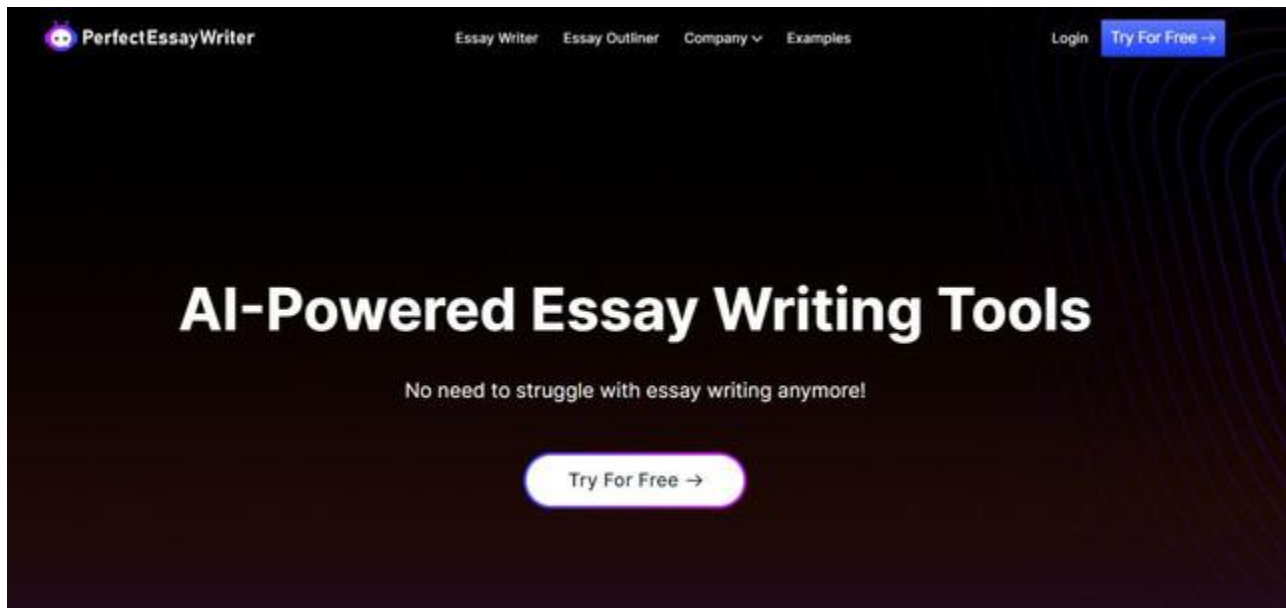 PerfectEssayWriter Essay Writer Essay Outliner Company Examples Login Try For Free →
AI-Powered Essay Writing Tools
No need to struggle with essay writing anymore!
Try For Free →